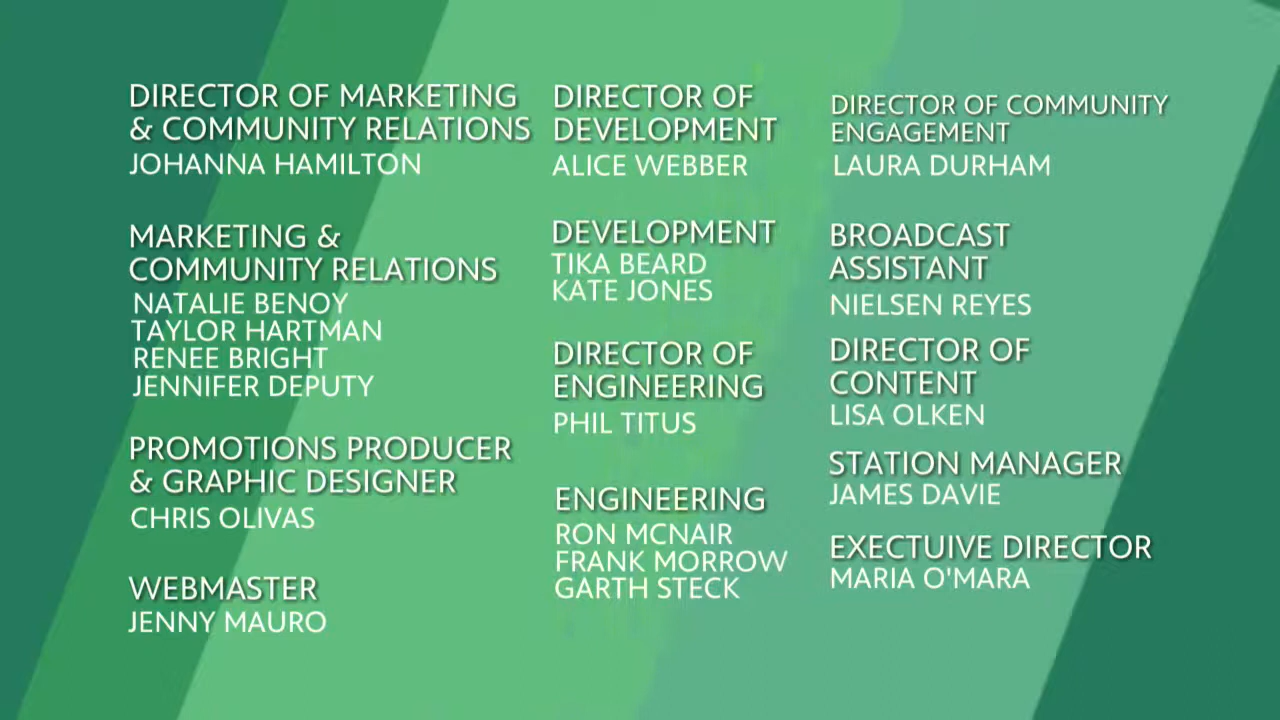 DIRECTOR OF MARKETING
& COMMUNITY RELATIONS
JOHANNA HAMILTON
MARKETING &
COMMUNITY RELATIONS
NATALIE BENOY
TAYLOR HARTMAN
RENEE BRIGHT
JENNIFER DEPUTY
PROMOTIONS PRODUCER
& GRAPHIC DESIGNER
CHRIS OLIVAS
WEBMASTER
JENNY MAURO
DIRECTOR OF
DEVELOPMENT
ALICE WEBBER
DEVELOPMENT
TIKA BEARD
KATE JONES
DIRECTOR OF
ENGINEERING
PHIL TITUS
ENGINEERING
RON MCNAIR
FRANK MORROW
GARTH STECK
DIRECTOR OF COMMUNITY
ENGAGEMENT
LAURA DURHAM
BROADCAST
ASSISTANT
NIELSEN REYES
DIRECTOR OF
CONTENT
LISA OLKEN
STATION MANAGER
JAMES DAVIE
EXECTUIVE DIRECTOR
MARIA O'MARA